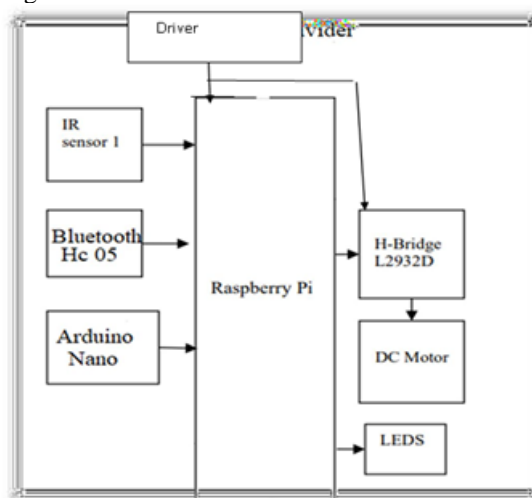 Driver
vider
IR
sensor 1
Bluetooth
Hc 05
Arduino
Nano
Raspberry Pi
H-Bridge
L2932D
DC Motor
LEDS